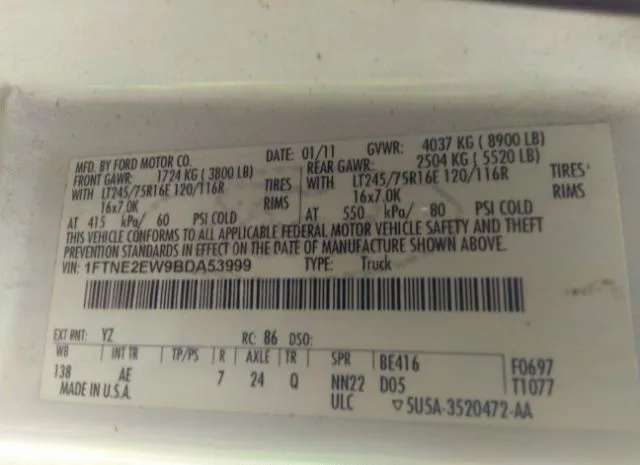 MFD. BY FORD MOTOR CO.
DATE: 01/11 GVWR: 4037 KG ( 8900 LB)
FRONT GAWR: 1724 KG ( 3800 LB) REAR GAWR: 2504 KG ( 5520 LB)
WITH LT245/75R16E 120/116R TIRES WITH LT245/75R16E 120/116R TIRES
16x7.0K RIMS 16x7.0K RIMS
AT 415 kPa/ 60 PSI COLD AT 550 kPa/ 80 PSI COLD
THIS VEHICLE CONFORMS TO ALL APPLICABLE FEDERAL MOTOR VEHICLE SAFETY AND THEFT
PREVENTION STANDARDS IN EFFECT ON THE DATE OF MANUFACTURE SHOWN ABOVE.
VIN: 1FTNE2EW9BDA53999 TYPE: Truck
EXT PNT: YZ RC: 86 DSO:
WB INT TR TP/PS R AXLE TR SPR BE416 F0697
138 AE 7 24 Q NN22 D05 T1077
MADE IN U.S.A. ULC ▽5U5A-3520472-AA